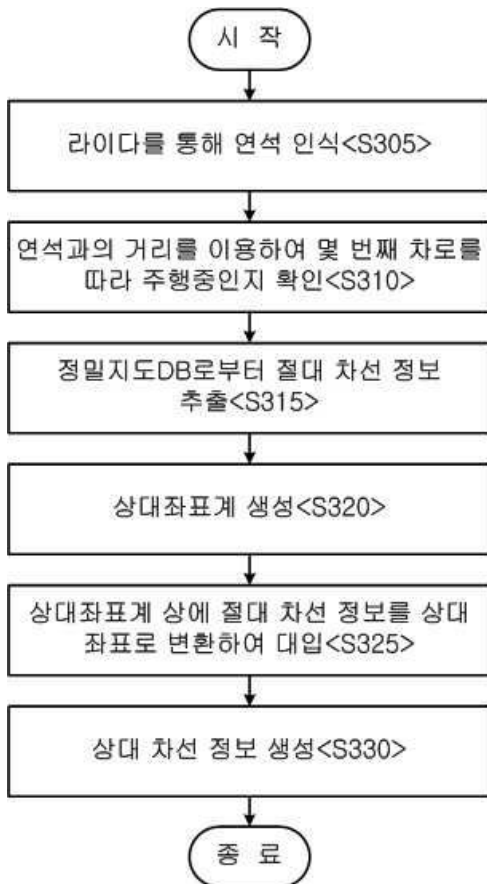 시 작
라이다를 통해 연석 인식<S305>
연석과의 거리를 이용하여 몇 번째 차로를
따라 주행중인지 확인<S310>
정밀지도DB로부터 절대 차선 정보
추출<S315>
상대좌표계 생성<S320>
상대좌표계 상에 절대 차선 정보를 상대
좌표로 변환하여 대입<S325>
상대 차선 정보 생성<S330>
종 료